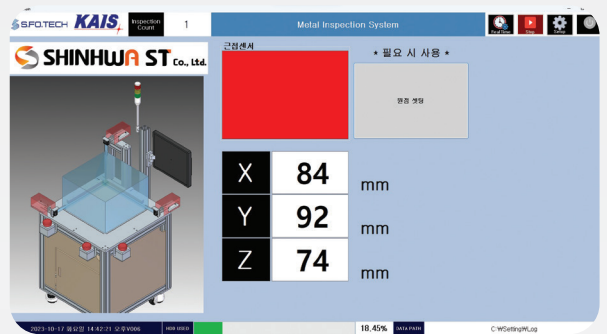 S.FO.TECH KAIS
Inspection Count
1
Metal Inspection System
Real Time
Stop
Setup
SHINHWA ST Co., Ltd.
근접센서
* 필요 시 사용 *
원점 셋팅
X 84 mm
Y 92 mm
Z 74 mm
2023-10-17 화요일 14:42:21 오후V006
HDD USED
18.45%
DATA PATH
C:₩Setting₩Log